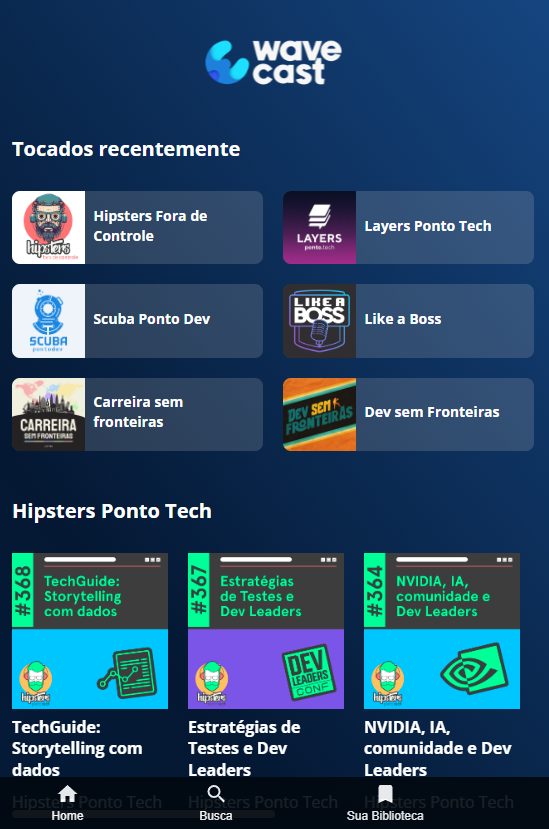 wave
cast
Tocados recentemente
hipsters
fora de controle
Hipsters Fora de
Controle
LAYERS
ponto.tech
Layers Ponto Tech
SCUBA
pontodev
Scuba Ponto Dev
LIKE A
BOSS
Like a Boss
CARREIRA
SEM FRONTEIRAS
Carreira sem
fronteiras
DEV SEM
FRONTEIRAS
Dev sem Fronteiras
Hipsters Ponto Tech
#368
TechGuide:
Storytelling
com dados
hipsters
#367
Estratégias
de Testes e
Dev Leaders
hipsters
DEV
LEADERS
CONF
#364
NVIDIA, IA,
comunidade e
Dev Leaders
hipsters
TechGuide:
Storytelling com
dados
Estratégias de
Testes e Dev
Leaders
NVIDIA, IA,
comunidade e Dev
Leaders
Hipsters Ponto Tech
Hipsters Ponto Tech
Hipsters Ponto Tech
Home
Busca
Sua Biblioteca